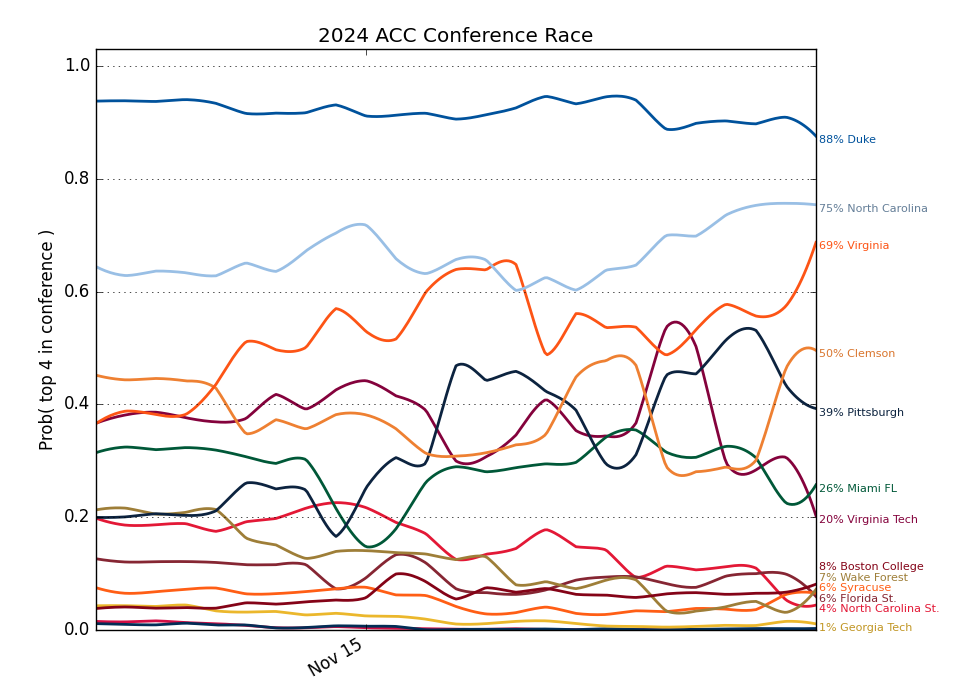 2024 ACC Conference Race
Prob( top 4 in conference )
1.0
0.8
0.6
0.4
0.2
0.0
Nov 15
88% Duke
75% North Carolina
69% Virginia
50% Clemson
39% Pittsburgh
26% Miami FL
20% Virginia Tech
8% Boston College
7% Wake Forest
6% Syracuse
6% Florida St.
4% North Carolina St.
1% Georgia Tech